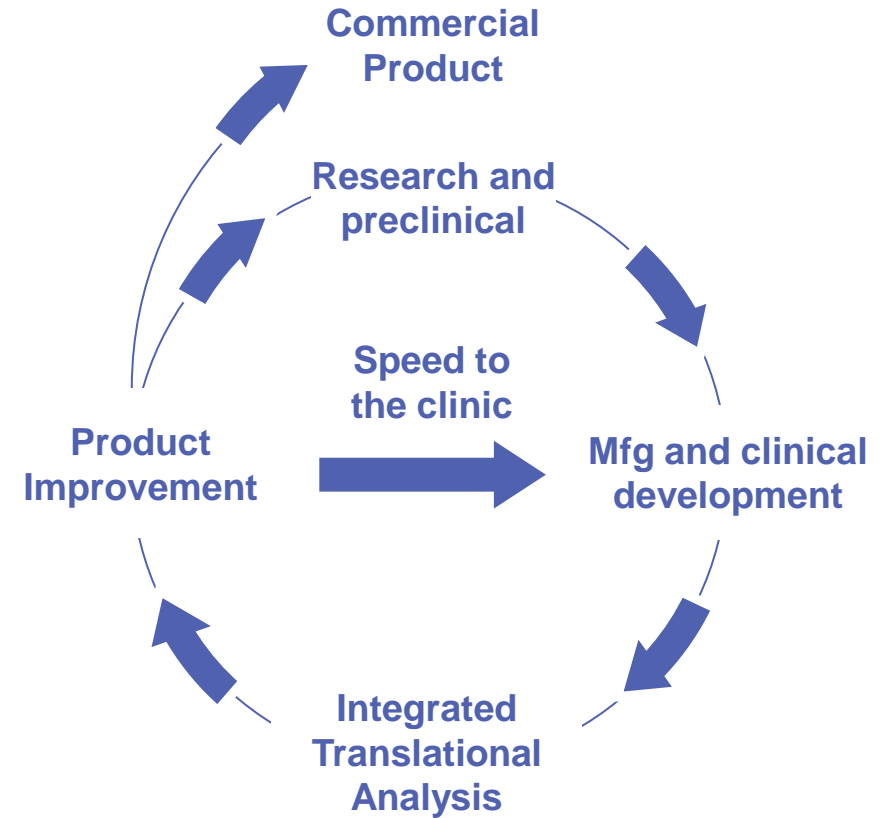 Commercial
Product
Research and
preclinical
Speed to
the clinic
Product
Improvement
Mfg and clinical
development
Integrated
Translational
Analysis